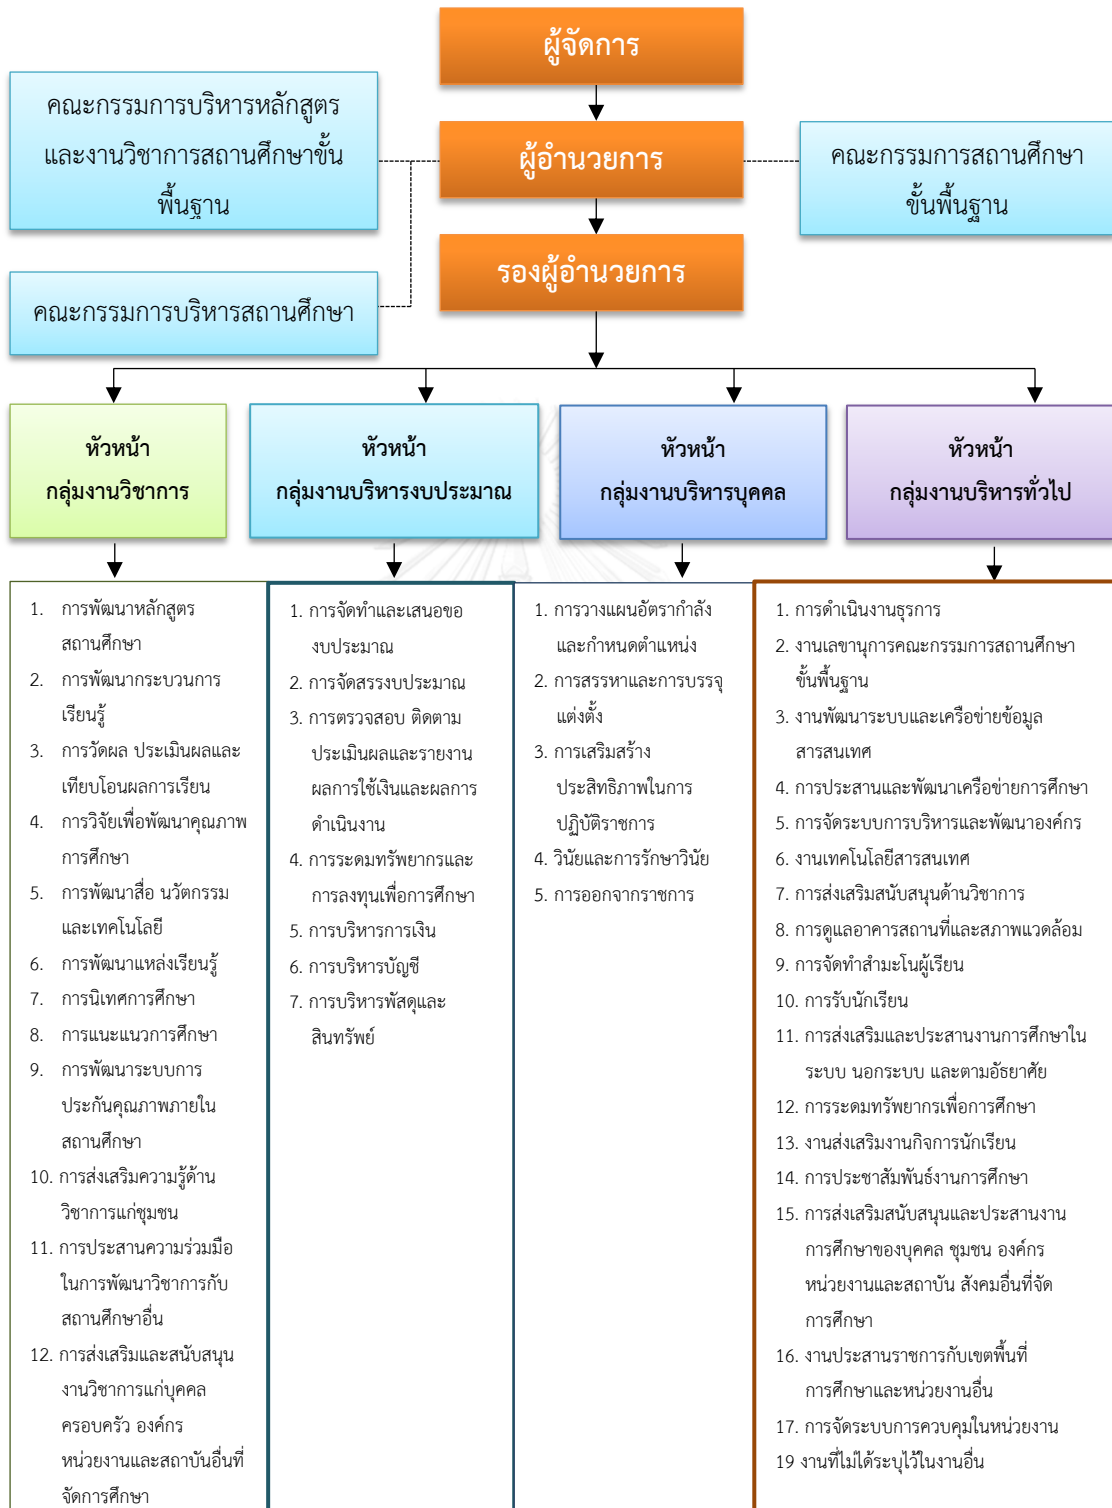 ผู้จัดการ
คณะกรรมการบริหารหลักสูตร
และงานวิชาการสถานศึกษาขั้น
พื้นฐาน
ผู้อำนวยการ
คณะกรรมการสถานศึกษา
ขั้นพื้นฐาน
รองผู้อำนวยการ
คณะกรรมการบริหารสถานศึกษา
หัวหน้า
กลุ่มงานวิชาการ
หัวหน้า
กลุ่มงานบริหารงบประมาณ
หัวหน้า
กลุ่มงานบริหารบุคคล
หัวหน้า
กลุ่มงานบริหารทั่วไป
1. การพัฒนาหลักสูตร
สถานศึกษา
2. การพัฒนากระบวนการ
เรียนรู้
3. การวัดผล ประเมินผลและ
เทียบโอนผลการเรียน
4. การวิจัยเพื่อพัฒนาคุณภาพ
การศึกษา
5. การพัฒนาสื่อ นวัตกรรม
และเทคโนโลยี
6. การพัฒนาแหล่งเรียนรู้
7. การนิเทศการศึกษา
8. การแนะแนวการศึกษา
9. การพัฒนาระบบการ
ประกันคุณภาพภายใน
สถานศึกษา
10. การส่งเสริมความรู้ด้าน
วิชาการแก่ชุมชน
11. การประสานความร่วมมือ
ในการพัฒนาวิชาการกับ
สถานศึกษาอื่น
12. การส่งเสริมและสนับสนุน
งานวิชาการแก่บุคคล
ครอบครัว องค์กร
หน่วยงานและสถาบันอื่นที่
จัดการศึกษา
1. การจัดทำและเสนอขอ
งบประมาณ
2. การจัดสรรงบประมาณ
3. การตรวจสอบ ติดตาม
ประเมินผลและรายงาน
ผลการใช้เงินและผลการ
ดำเนินงาน
4. การระดมทรัพยากรและ
การลงทุนเพื่อการศึกษา
5. การบริหารการเงิน
6. การบริหารบัญชี
7. การบริหารพัสดุและ
สินทรัพย์
1. การวางแผนอัตรากำลัง
และกำหนดตำแหน่ง
2. การสรรหาและการบรรจุ
แต่งตั้ง
3. การเสริมสร้าง
ประสิทธิภาพในการ
ปฏิบัติราชการ
4. วินัยและการรักษาวินัย
5. การออกจากราชการ
1. การดำเนินงานธุรการ
2. งานเลขานุการคณะกรรมการสถานศึกษา
ขั้นพื้นฐาน
3. งานพัฒนาระบบและเครือข่ายข้อมูล
สารสนเทศ
4. การประสานและพัฒนาเครือข่ายการศึกษา
5. การจัดระบบการบริหารและพัฒนาองค์กร
6. งานเทคโนโลยีสารสนเทศ
7. การส่งเสริมสนับสนุนด้านวิชาการ
8. การดูแลอาคารสถานที่และสภาพแวดล้อม
9. การจัดทำสำมะโนผู้เรียน
10. การรับนักเรียน
11. การส่งเสริมและประสานงานการศึกษาใน
ระบบ นอกระบบ และตามอัธยาศัย
12. การระดมทรัพยากรเพื่อการศึกษา
13. งานส่งเสริมงานกิจการนักเรียน
14. การประชาสัมพันธ์งานการศึกษา
15. การส่งเสริมสนับสนุนและประสานงาน
การศึกษาของบุคคล ชุมชน องค์กร
หน่วยงานและสถาบัน สังคมอื่นที่จัด
การศึกษา
16. งานประสานราชการกับเขตพื้นที่
การศึกษาและหน่วยงานอื่น
17. การจัดระบบการควบคุมในหน่วยงาน
19 งานที่ไม่ได้ระบุไว้ในงานอื่น